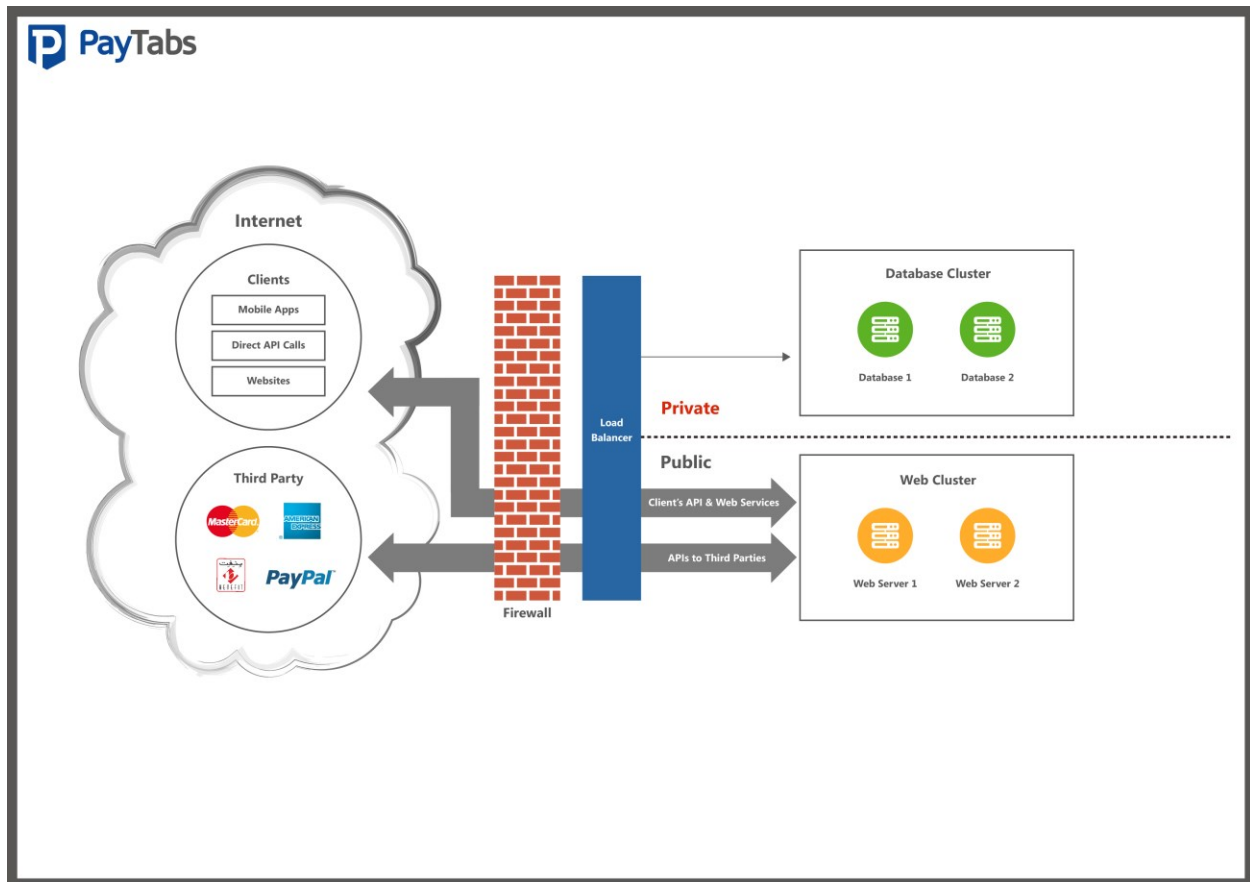 PayTabs
Internet
Clients
Mobile Apps
Direct API Calls
Websites
Third Party
MasterCard
AMERICAN
EXPRESS
PayPal
Firewall
Load
Balancer
Private
Public
Client's API & Web Services
APIs to Third Parties
Database Cluster
Database 1
Database 2
Web Cluster
Web Server 1
Web Server 2